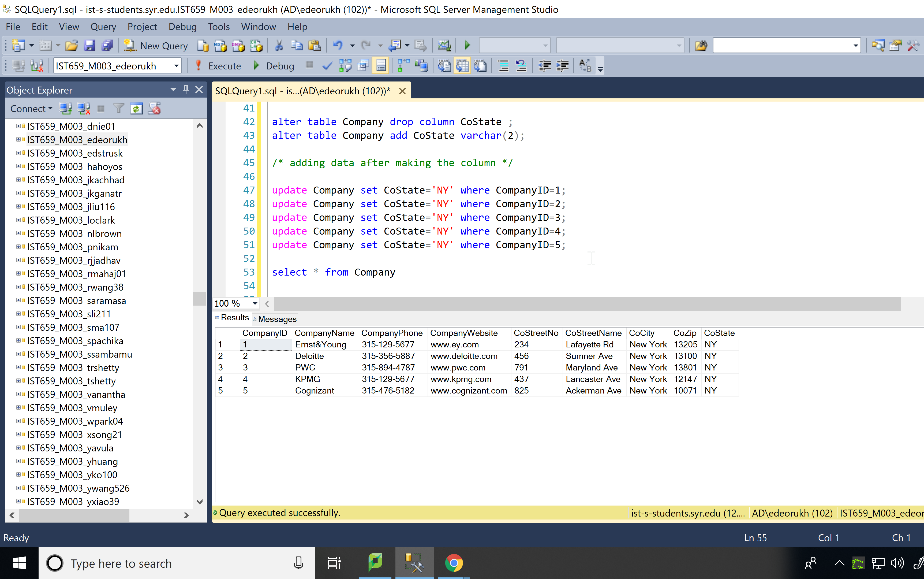 SQLQuery1.sql - ist-s-students.syr.edu.IST659_M003_edeorukh (AD\edeorukh (102))* - Microsoft SQL Server Management Studio
File Edit View Query Project Debug Tools Window Help
New Query
IST659_M003_edeorukh Execute Debug
Object Explorer
SQLQuery1.sql - is...(AD\edeorukh (102))*
Connect
IST659_M003_dnie01
IST659_M003_edeorukh
IST659_M003_edstrusk
IST659_M003_hahoyos
IST659_M003_jkachhad
IST659_M003_jkganatr
IST659_M003_jliu116
IST659_M003_loclark
IST659_M003_nlbrown
IST659_M003_pnikam
IST659_M003_rjjadhav
IST659_M003_rmahaj01
IST659_M003_rwang38
IST659_M003_saramasa
IST659_M003_sli211
IST659_M003_sma107
IST659_M003_spachika
IST659_M003_ssambamu
IST659_M003_trshetty
IST659_M003_tshetty
IST659_M003_vanantha
IST659_M003_vmuley
IST659_M003_wpark04
IST659_M003_xsong21
IST659_M003_yavula
IST659_M003_yhuang
IST659_M003_yko100
IST659_M003_ywang526
IST659_M003_yxiao39
41
42 alter table Company drop column CoState ;
43 alter table Company add CoState varchar(2);
44
45 /* adding data after making the column */
46
47 update Company set CoState='NY' where CompanyID=1;
48 update Company set CoState='NY' where CompanyID=2;
49 update Company set CoState='NY' where CompanyID=3;
50 update Company set CoState='NY' where CompanyID=4;
51 update Company set CoState='NY' where CompanyID=5;
52
53 select * from Company
54
100 %
Results Messages
CompanyID CompanyName CompanyPhone CompanyWebsite CoStreetNo CoStreetName CoCity CoZip CoState
1 1 Ernst&Young 315-129-5677 www.ey.com 234 Lafayette Rd New York 13205 NY
2 2 Deloitte 315-356-5887 www.deloitte.com 456 Sumner Ave New York 13100 NY
3 3 PWC 315-894-4787 www.pwc.com 791 Maryland Ave New York 13801 NY
4 4 KPMG 315-129-5677 www.kpmg.com 437 Lancaster Ave New York 12147 NY
5 5 Cognizant 315-476-5182 www.cognizant.com 825 Ackerman Ave New York 10071 NY
Query executed successfully. ist-s-students.syr.edu (12.... AD\edeorukh (102) IST659_M003_edeor
Ready Ln 55 Col 1 Ch 1
Type here to search